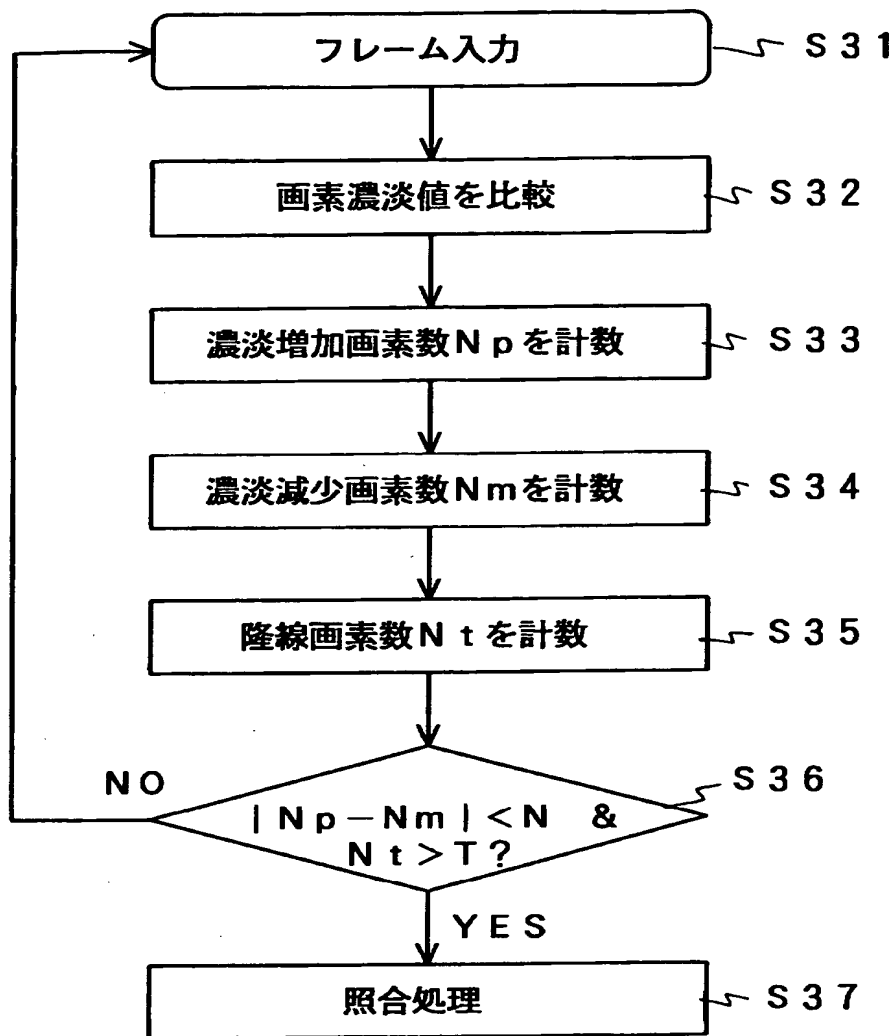 フレーム入力
S31
画素濃淡値を比較
S32
濃淡増加画素数Npを計数
S33
濃淡減少画素数Nmを計数
S34
隆線画素数Ntを計数
S35
NO
S36
|Np-Nm|<N &
Nt>T?
YES
照合処理
S37